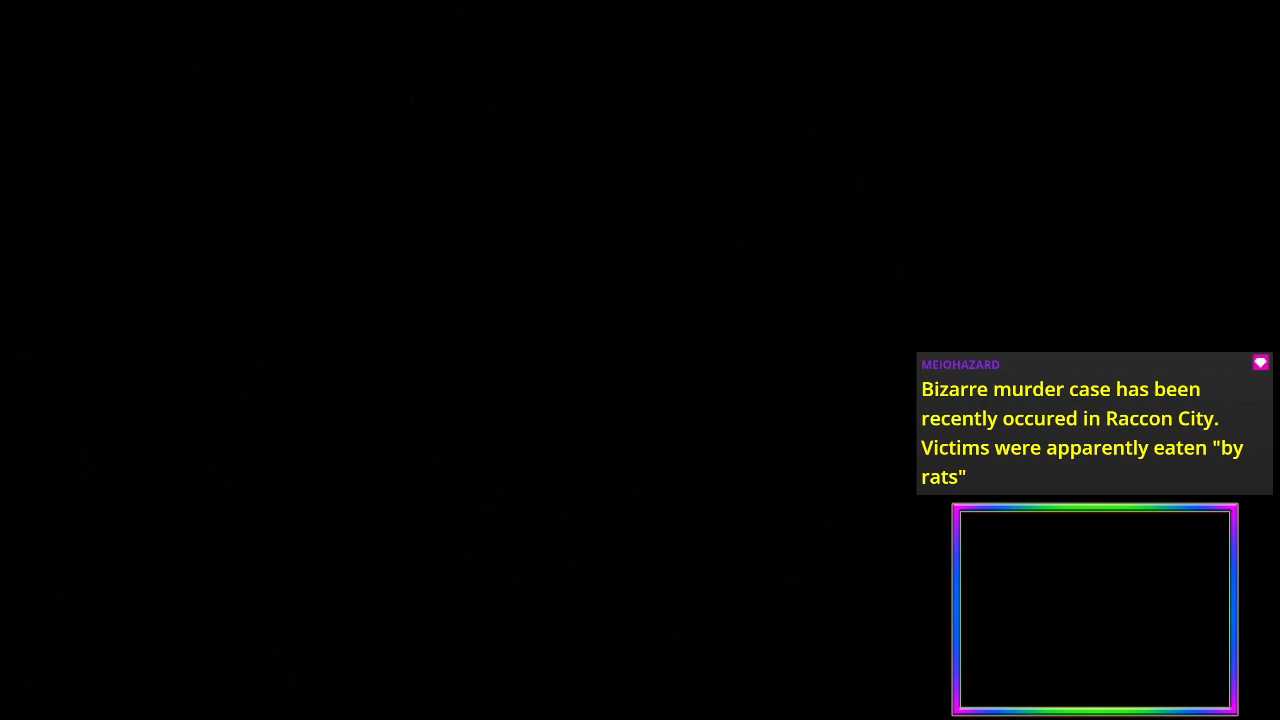 MEIOHAZARD
Bizarre murder case has been
recently occured in Raccon City.
Victims were apparently eaten "by
rats"